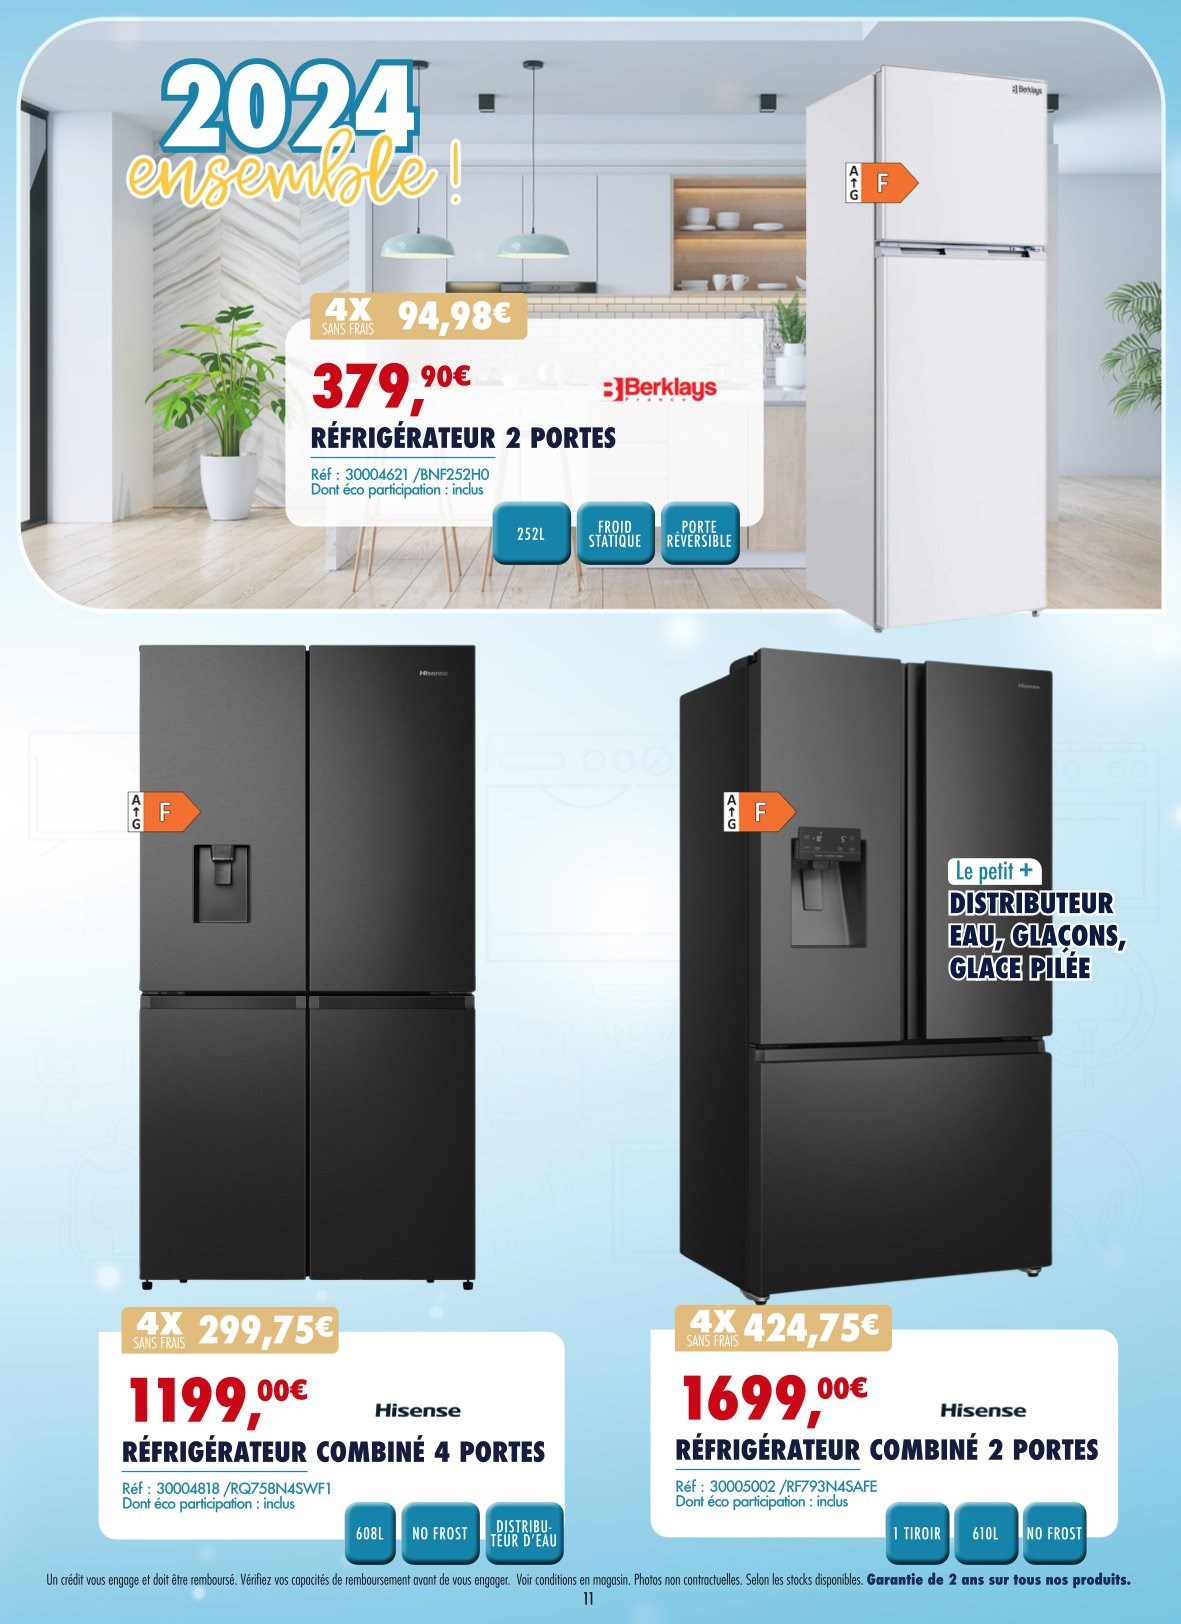 2024
ensemble !
Berklays
A
G
F
4X
SANS FRAIS
94,98€
379,90€
Berklays
France
RÉFRIGÉRATEUR 2 PORTES
Réf : 30004621 /BNF252H0
Dont éco participation : inclus
252L
FROID
STATIQUE
PORTE
RÉVERSIBLE
Hisense
A
G
F
Hisense
A
G
F
Le petit +
DISTRIBUTEUR
EAU, GLAÇONS,
GLACE PILÉE
4X
SANS FRAIS
299,75€
1199,00€
Hisense
RÉFRIGÉRATEUR COMBINÉ 4 PORTES
Réf : 30004818 /RQ758N4SWF1
Dont éco participation : inclus
608L
NO FROST
DISTRIBU-
TEUR D'EAU
4X
SANS FRAIS
424,75€
1699,00€
Hisense
RÉFRIGÉRATEUR COMBINÉ 2 PORTES
Réf : 30005002 /RF793N4SAFE
Dont éco participation : inclus
1 TIROIR
610L
NO FROST
Un crédit vous engage et doit être remboursé. Vérifiez vos capacités de remboursement avant de vous engager. Voir conditions en magasin. Photos non contractuelles. Selon les stocks disponibles. Garantie de 2 ans sur tous nos produits.
11